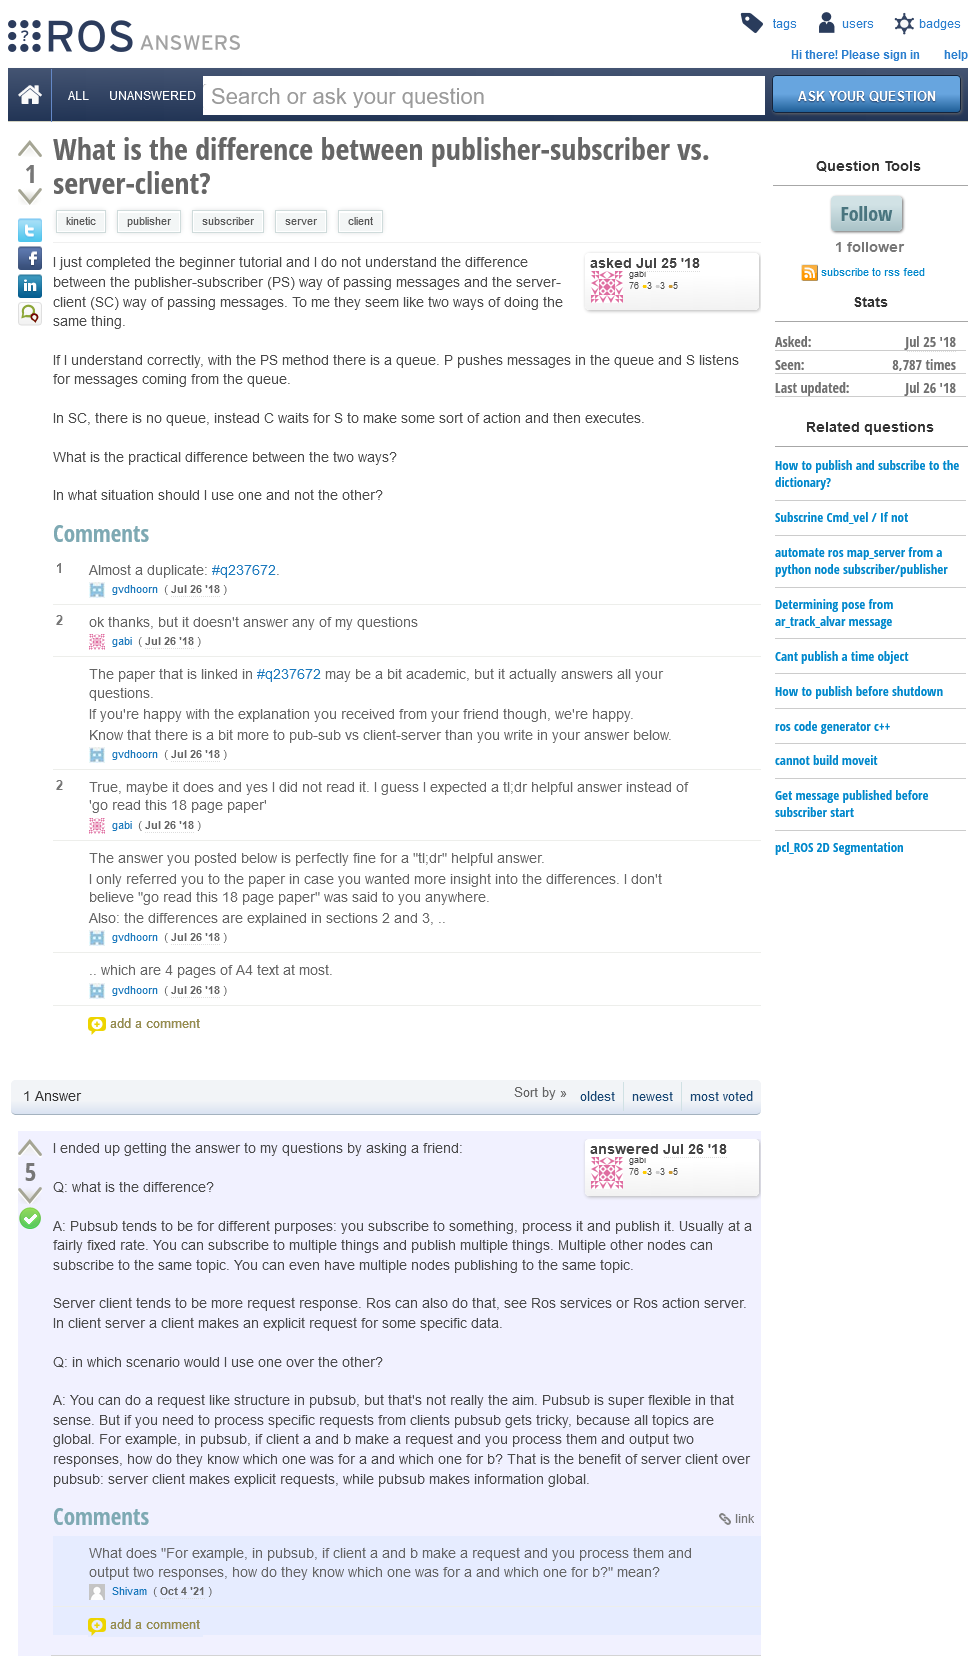 ROS ANSWERS
tags
users
badges
Hi there! Please sign in
help
ALL
UNANSWERED
Search or ask your question
ASK YOUR QUESTION
1
What is the difference between publisher-subscriber vs.
server-client?
kinetic
publisher
subscriber
server
client
I just completed the beginner tutorial and I do not understand the difference
between the publisher-subscriber (PS) way of passing messages and the server-
client (SC) way of passing messages. To me they seem like two ways of doing the
same thing.
asked Jul 25 '18
gabi
76 ●3 ●3 ●5
If I understand correctly, with the PS method there is a queue. P pushes messages in the queue and S listens
for messages coming from the queue.
In SC, there is no queue, instead C waits for S to make some sort of action and then executes.
What is the practical difference between the two ways?
In what situation should I use one and not the other?
Comments
1
Almost a duplicate: #q237672.
gvdhoorn ( Jul 26 '18 )
2
ok thanks, but it doesn't answer any of my questions
gabi ( Jul 26 '18 )
The paper that is linked in #q237672 may be a bit academic, but it actually answers all your
questions.
If you're happy with the explanation you received from your friend though, we're happy.
Know that there is a bit more to pub-sub vs client-server than you write in your answer below.
gvdhoorn ( Jul 26 '18 )
2
True, maybe it does and yes I did not read it. I guess I expected a tl;dr helpful answer instead of
'go read this 18 page paper'
gabi ( Jul 26 '18 )
The answer you posted below is perfectly fine for a "tl;dr" helpful answer.
I only referred you to the paper in case you wanted more insight into the differences. I don't
believe "go read this 18 page paper" was said to you anywhere.
Also: the differences are explained in sections 2 and 3, ..
gvdhoorn ( Jul 26 '18 )
.. which are 4 pages of A4 text at most.
gvdhoorn ( Jul 26 '18 )
add a comment
1 Answer
Sort by »
oldest
newest
most voted
5
I ended up getting the answer to my questions by asking a friend:
answered Jul 26 '18
gabi
76 ●3 ●3 ●5
Q: what is the difference?
A: Pubsub tends to be for different purposes: you subscribe to something, process it and publish it. Usually at a
fairly fixed rate. You can subscribe to multiple things and publish multiple things. Multiple other nodes can
subscribe to the same topic. You can even have multiple nodes publishing to the same topic.
Server client tends to be more request response. Ros can also do that, see Ros services or Ros action server.
In client server a client makes an explicit request for some specific data.
Q: in which scenario would I use one over the other?
A: You can do a request like structure in pubsub, but that's not really the aim. Pubsub is super flexible in that
sense. But if you need to process specific requests from clients pubsub gets tricky, because all topics are
global. For example, in pubsub, if client a and b make a request and you process them and output two
responses, how do they know which one was for a and which one for b? That is the benefit of server client over
pubsub: server client makes explicit requests, while pubsub makes information global.
Comments
link
What does "For example, in pubsub, if client a and b make a request and you process them and
output two responses, how do they know which one was for a and which one for b?" mean?
Shivam ( Oct 4 '21 )
add a comment
Question Tools
Follow
1 follower
subscribe to rss feed
Stats
Asked: Jul 25 '18
Seen: 8,787 times
Last updated: Jul 26 '18
Related questions
How to publish and subscribe to the
dictionary?
Subscrine Cmd_vel / If not
automate ros map_server from a
python node subscriber/publisher
Determining pose from
ar_track_alvar message
Cant publish a time object
How to publish before shutdown
ros code generator c++
cannot build moveit
Get message published before
subscriber start
pcl_ROS 2D Segmentation